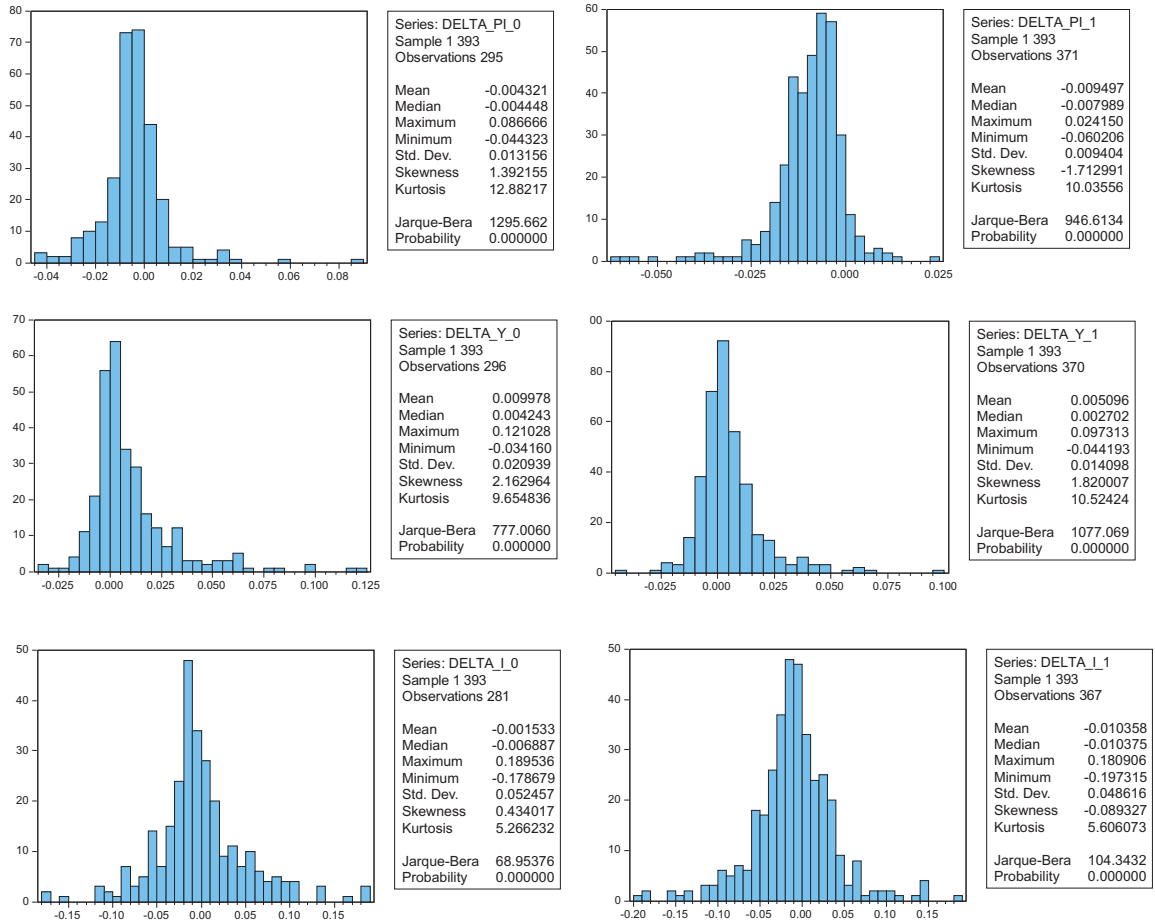 80
70
60
50
40
30
20
10
0
-0.04 -0.02 0.00 0.02 0.04 0.06 0.08
Series: DELTA_PI_0
Sample 1 393
Observations 295
Mean -0.004321
Median -0.004448
Maximum 0.086666
Minimum -0.044323
Std. Dev. 0.013156
Skewness 1.392155
Kurtosis 12.88217
Jarque-Bera 1295.662
Probability 0.000000
60
50
40
30
20
10
0
-0.050 -0.025 0.000 0.025
Series: DELTA_PI_1
Sample 1 393
Observations 371
Mean -0.009497
Median -0.007989
Maximum 0.024150
Minimum -0.060206
Std. Dev. 0.009404
Skewness -1.712991
Kurtosis 10.03556
Jarque-Bera 946.6134
Probability 0.000000
70
60
50
40
30
20
10
0
-0.025 0.000 0.025 0.050 0.075 0.100 0.125
Series: DELTA_Y_0
Sample 1 393
Observations 296
Mean 0.009978
Median 0.004243
Maximum 0.121028
Minimum -0.034160
Std. Dev. 0.020939
Skewness 2.162964
Kurtosis 9.654836
Jarque-Bera 777.0060
Probability 0.000000
00
80
60
40
20
0
-0.025 0.000 0.025 0.050 0.075 0.100
Series: DELTA_Y_1
Sample 1 393
Observations 370
Mean 0.005096
Median 0.002702
Maximum 0.097313
Minimum -0.044193
Std. Dev. 0.014098
Skewness 1.820007
Kurtosis 10.52424
Jarque-Bera 1077.069
Probability 0.000000
50
40
30
20
10
0
-0.15 -0.10 -0.05 0.00 0.05 0.10 0.15
Series: DELTA_I_0
Sample 1 393
Observations 281
Mean -0.001533
Median -0.006887
Maximum 0.189536
Minimum -0.178679
Std. Dev. 0.052457
Skewness 0.434017
Kurtosis 5.266232
Jarque-Bera 68.95376
Probability 0.000000
50
40
30
20
10
0
-0.20 -0.15 -0.10 -0.05 0.00 0.05 0.10 0.15
Series: DELTA_I_1
Sample 1 393
Observations 367
Mean -0.010358
Median -0.010375
Maximum 0.180906
Minimum -0.197315
Std. Dev. 0.048616
Skewness -0.089327
Kurtosis 5.606073
Jarque-Bera 104.3432
Probability 0.000000